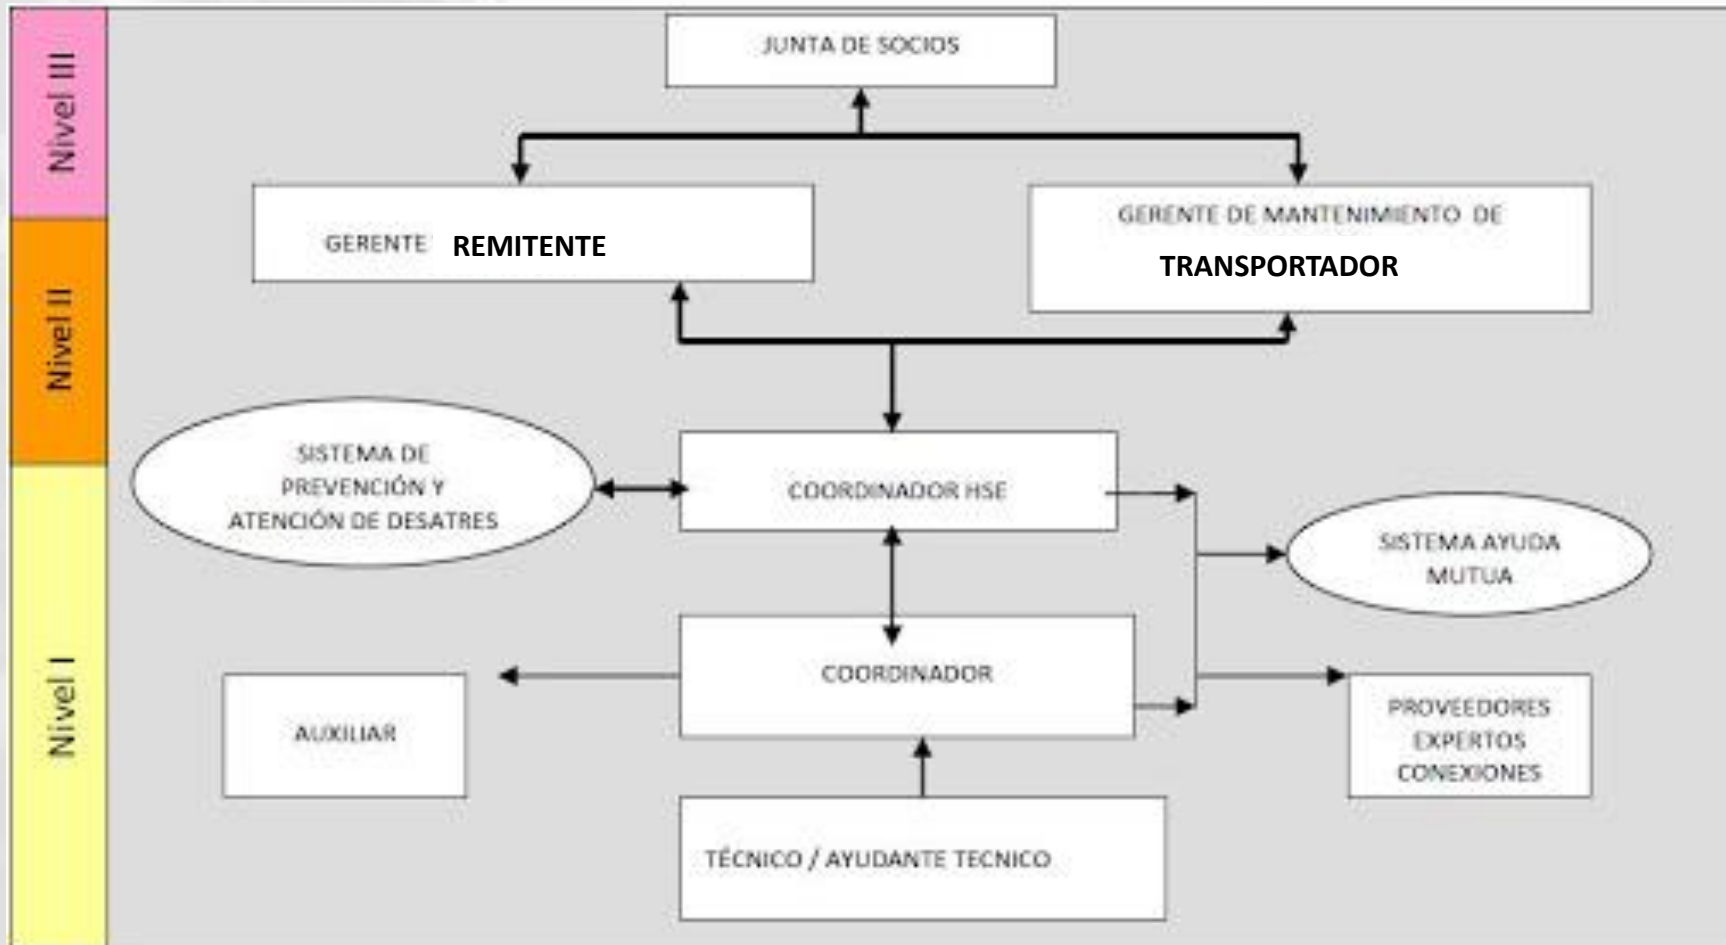 Nivel III
JUNTA DE SOCIOS
GERENTE REMITENTE
GERENTE DE MANTENIMIENTO DE
TRANSPORTADOR
Nivel II
SISTEMA DE
PREVENCIÓN Y
ATENCIÓN DE DESATRES
COORDINADOR HSE
SISTEMA AYUDA
MUTUA
Nivel I
AUXILIAR
COORDINADOR
PROVEEDORES
EXPERTOS
CONEXIONES
TÉCNICO / AYUDANTE TECNICO